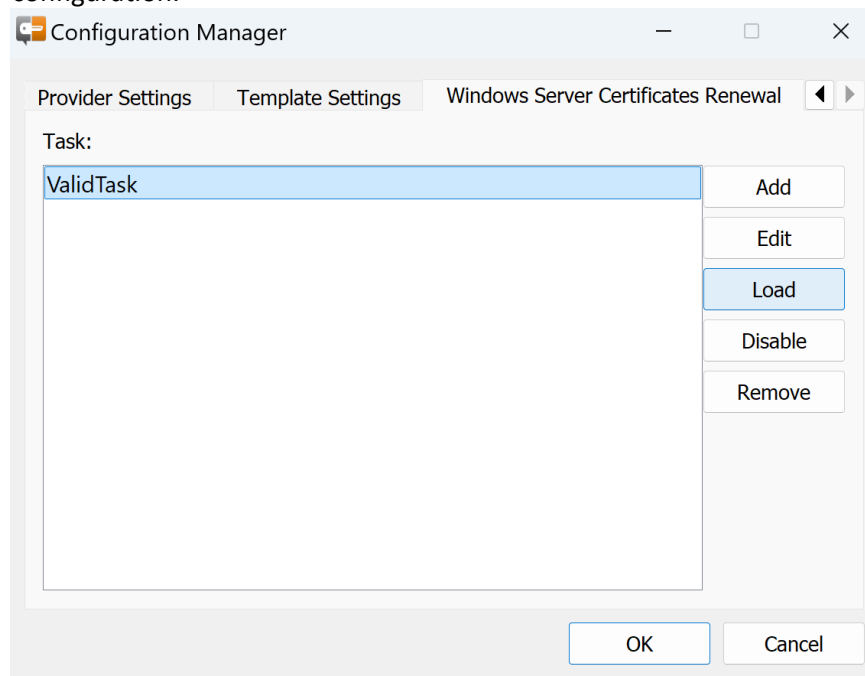 configuration.
Configuration Manager
Provider Settings Template Settings Windows Server Certificates Renewal
Task:
ValidTask
Add
Edit
Load
Disable
Remove
OK Cancel